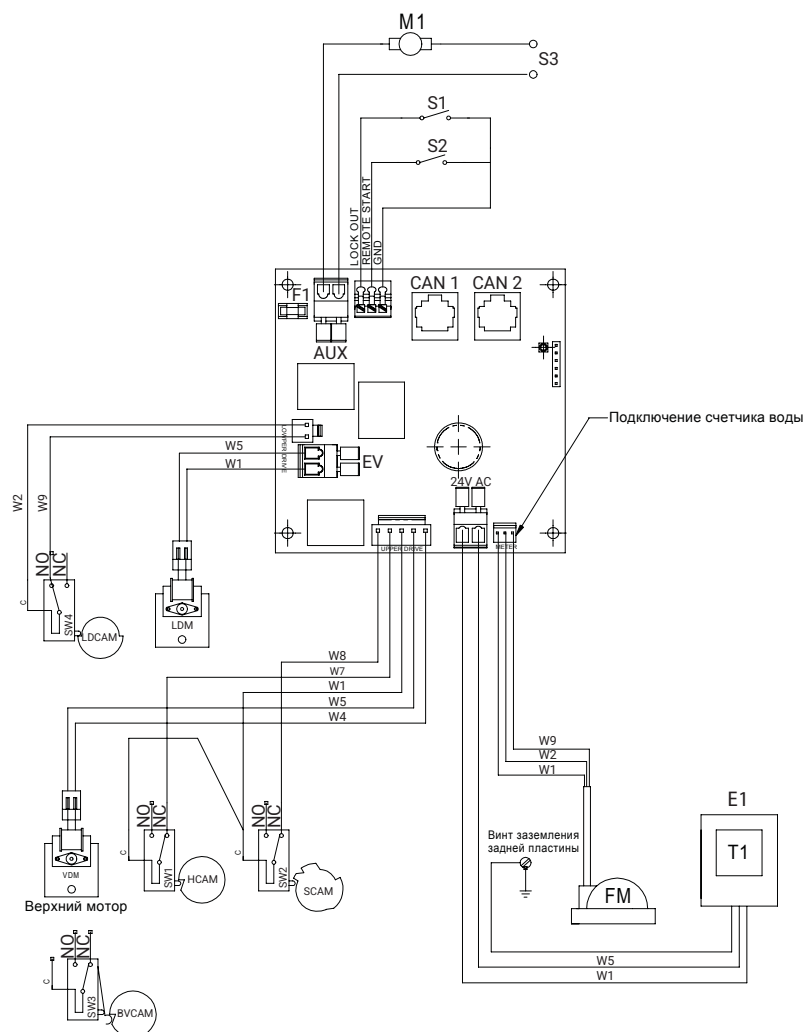 M1
S3
S1
S2
LOCK OUT
REMOTE START
GND
F1
CAN 1
CAN 2
AUX
Подключение счетчика воды
LOWPER DRIVE
W5
EV
W1
24V AC
W2
W9
METER
UPPER DRIVE
NO
NC
C
SW4
LDCAM
LDM
W8
W7
W1
W5
W4
W9
W2
W1
E1
T1
Винт заземления
задней пластины
NO
NC
C
SW1
HCAM
NO
NC
C
SW2
SCAM
VDM
Верхний мотор
FM
W5
W1
NO
NC
C
SW3
BVCAM